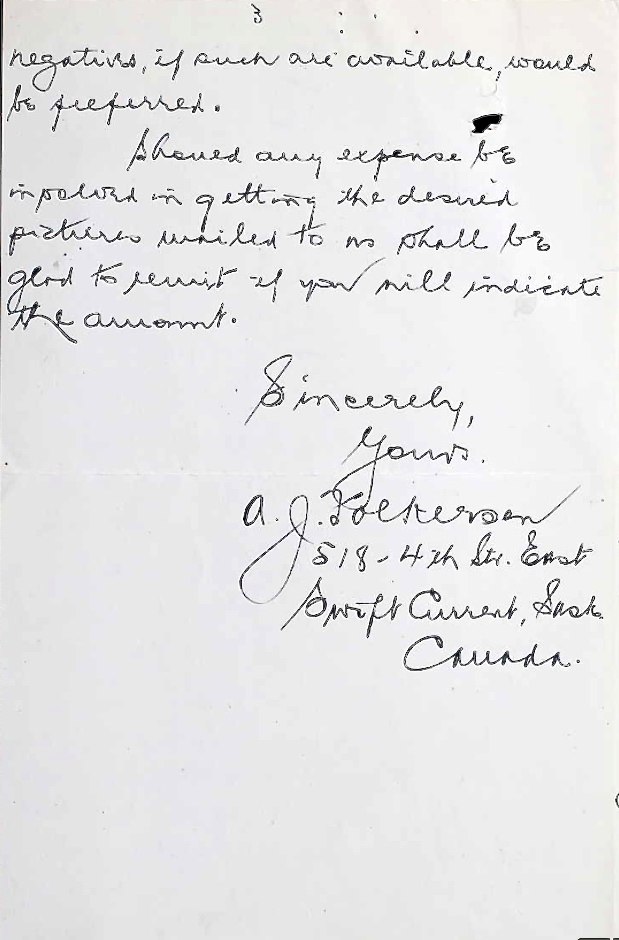 3
negatives, if such are available, would
be preferred.
Should any expense be
involved in getting the desired
pictures mailed to us shall be
glad to remit if you will indicate
the amount.
Sincerely,
Yours.
A. J. Folkersen
518-4th Str. East
Swift Current, Sask.
Canada.